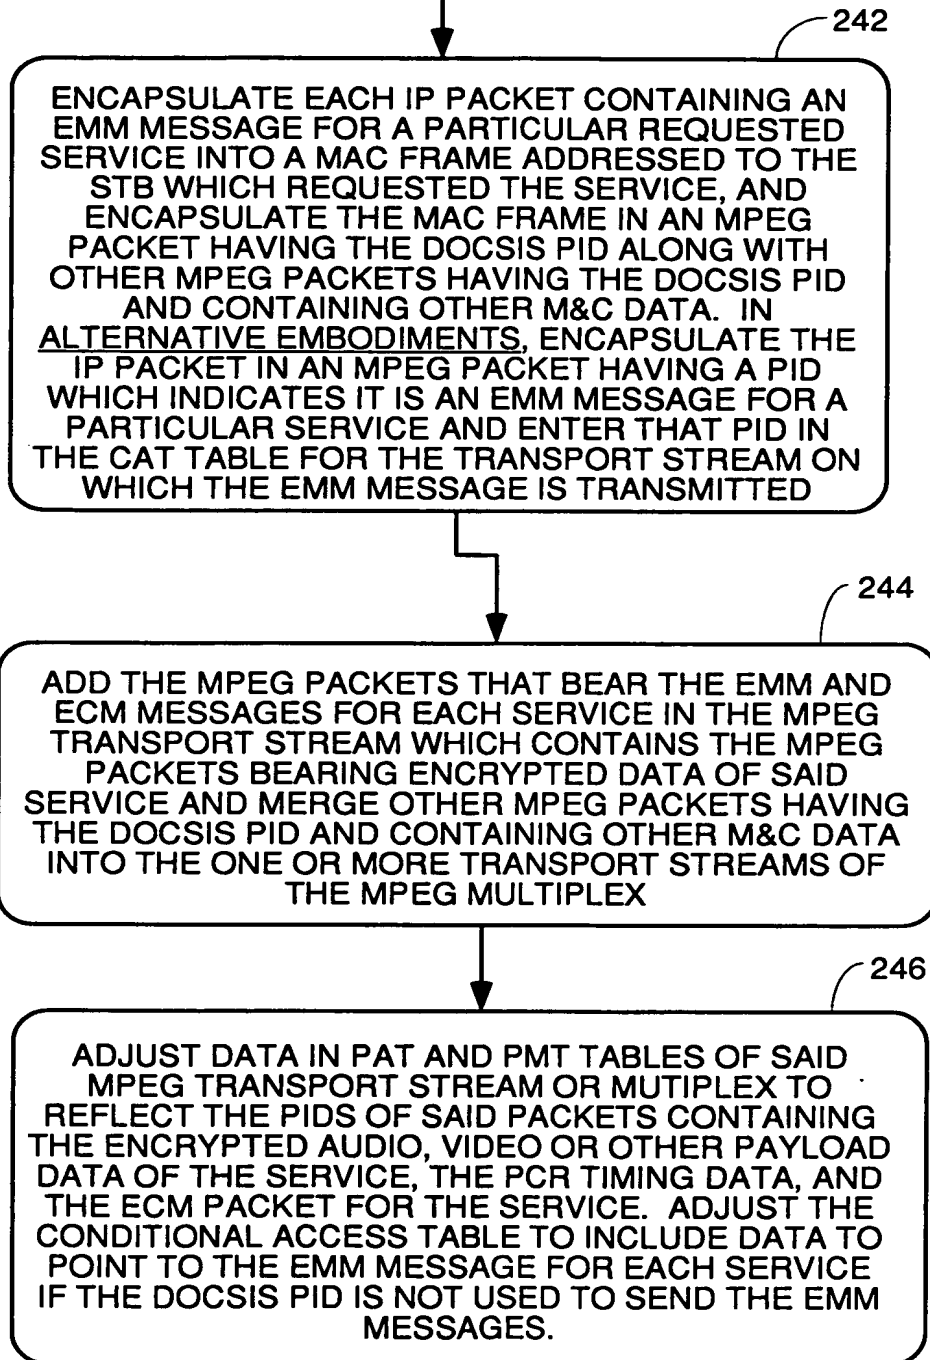 242
ENCAPSULATE EACH IP PACKET CONTAINING AN
EMM MESSAGE FOR A PARTICULAR REQUESTED
SERVICE INTO A MAC FRAME ADDRESSED TO THE
STB WHICH REQUESTED THE SERVICE, AND
ENCAPSULATE THE MAC FRAME IN AN MPEG
PACKET HAVING THE DOCSIS PID ALONG WITH
OTHER MPEG PACKETS HAVING THE DOCSIS PID
AND CONTAINING OTHER M&C DATA. IN
ALTERNATIVE EMBODIMENTS, ENCAPSULATE THE
IP PACKET IN AN MPEG PACKET HAVING A PID
WHICH INDICATES IT IS AN EMM MESSAGE FOR A
PARTICULAR SERVICE AND ENTER THAT PID IN
THE CAT TABLE FOR THE TRANSPORT STREAM ON
WHICH THE EMM MESSAGE IS TRANSMITTED
244
ADD THE MPEG PACKETS THAT BEAR THE EMM AND
ECM MESSAGES FOR EACH SERVICE IN THE MPEG
TRANSPORT STREAM WHICH CONTAINS THE MPEG
PACKETS BEARING ENCRYPTED DATA OF SAID
SERVICE AND MERGE OTHER MPEG PACKETS HAVING
THE DOCSIS PID AND CONTAINING OTHER M&C DATA
INTO THE ONE OR MORE TRANSPORT STREAMS OF
THE MPEG MULTIPLEX
246
ADJUST DATA IN PAT AND PMT TABLES OF SAID
MPEG TRANSPORT STREAM OR MUTIPLEX TO
REFLECT THE PIDS OF SAID PACKETS CONTAINING
THE ENCRYPTED AUDIO, VIDEO OR OTHER PAYLOAD
DATA OF THE SERVICE, THE PCR TIMING DATA, AND
THE ECM PACKET FOR THE SERVICE. ADJUST THE
CONDITIONAL ACCESS TABLE TO INCLUDE DATA TO
POINT TO THE EMM MESSAGE FOR EACH SERVICE
IF THE DOCSIS PID IS NOT USED TO SEND THE EMM
MESSAGES.